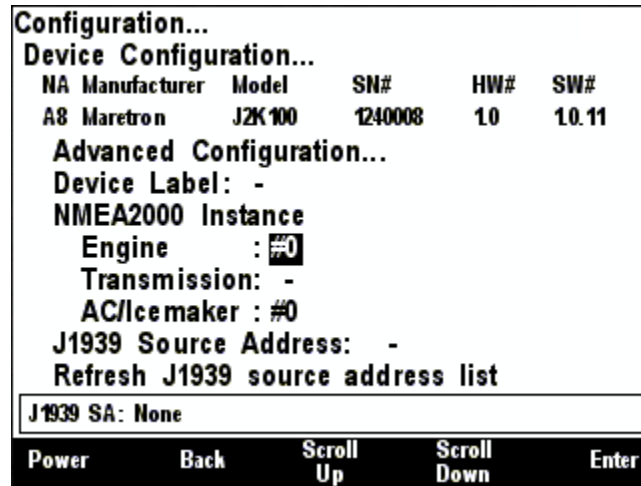 Configuration...
Device Configuration...
NA Manufacturer Model SN# HW# SW#
A8 Maretron J2K100 1240008 1.0 1.0.11
Advanced Configuration...
Device Label: -
NMEA2000 Instance
Engine : #0
Transmission: -
AC/Icemaker : #0
J1939 Source Address: -
Refresh J1939 source address list
J1939 SA: None
Power Back Scroll Up Scroll Down Enter